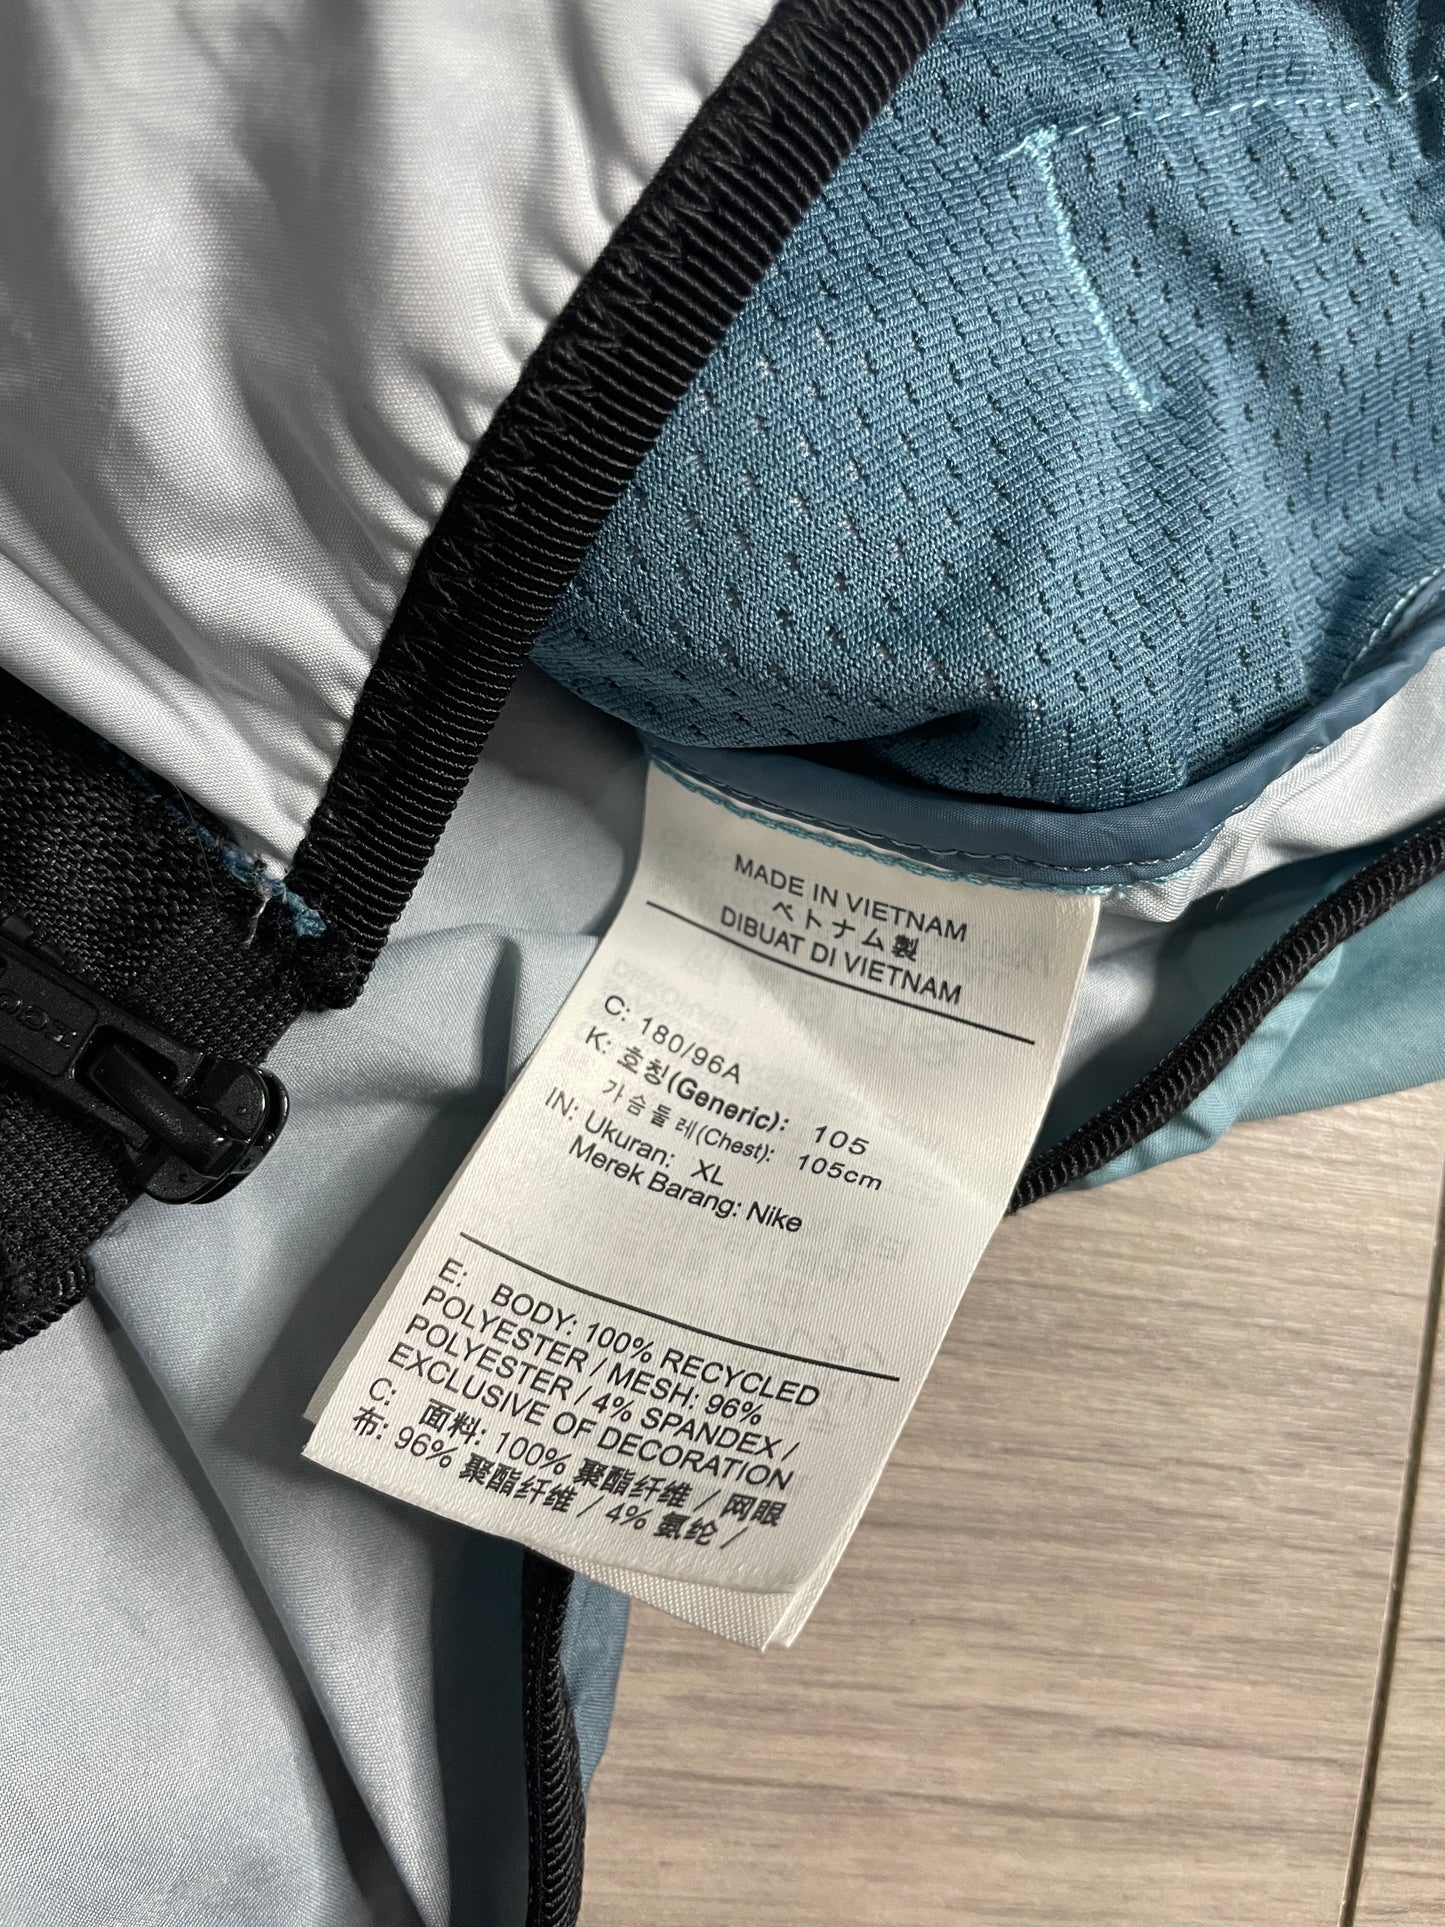 MADE IN VIETNAM
ベトナム製
DIBUAT DI VIETNAM
C: 180/96A
K: 호칭(Generic): 105
가슴둘레(Chest): 105cm
IN: Ukuran: XL
Merek Barang: Nike
E: BODY: 100% RECYCLED
POLYESTER / MESH: 96%
POLYESTER / 4% SPANDEX /
EXCLUSIVE OF DECORATION
C: 面料: 100% 聚酯纤维 / 网眼
布: 96% 聚酯纤维 / 4% 氨纶 /